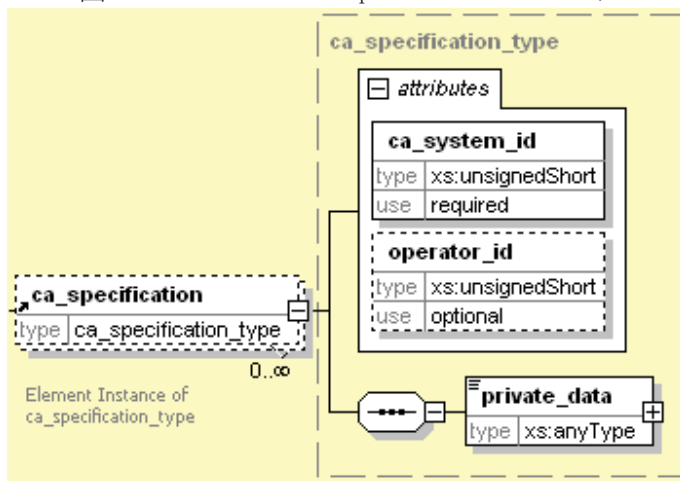 ca_specification_type
attributes
ca_system_id
type xs:unsignedShort
use required
operator_id
type xs:unsignedShort
use optional
ca_specification
type ca_specification_type
0..∞
Element Instance of
ca_specification_type
private_data
type xs:anyType